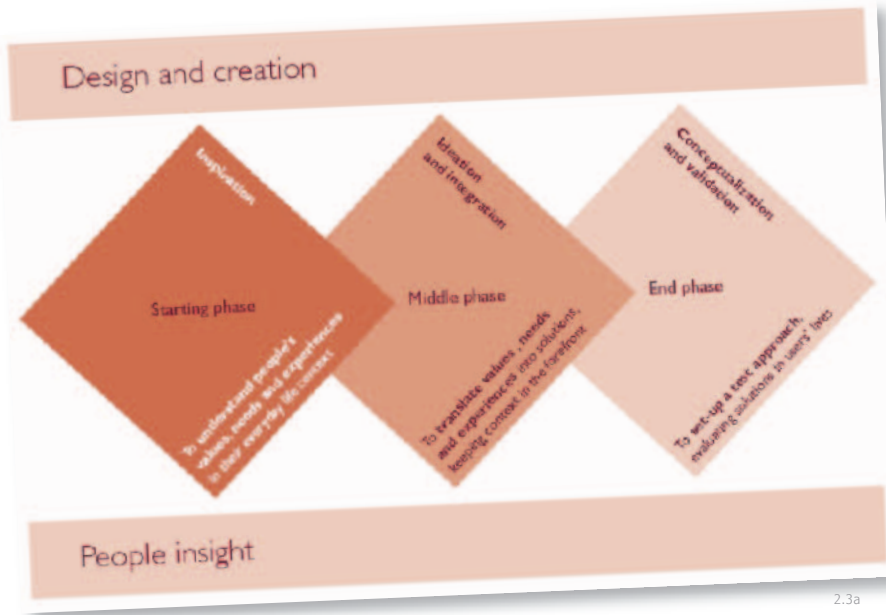 Design and creation
Inspiration
Starting phase
To understand people's
values, needs and experiences
in their everyday life context
Ideation
and integration
Middle phase
To translate values, needs
and experiences into solutions,
keeping context in the forefront
Conceptualization
and validation
End phase
To set-up a test approach,
evaluating solutions in users' lives
People insight
2.3a